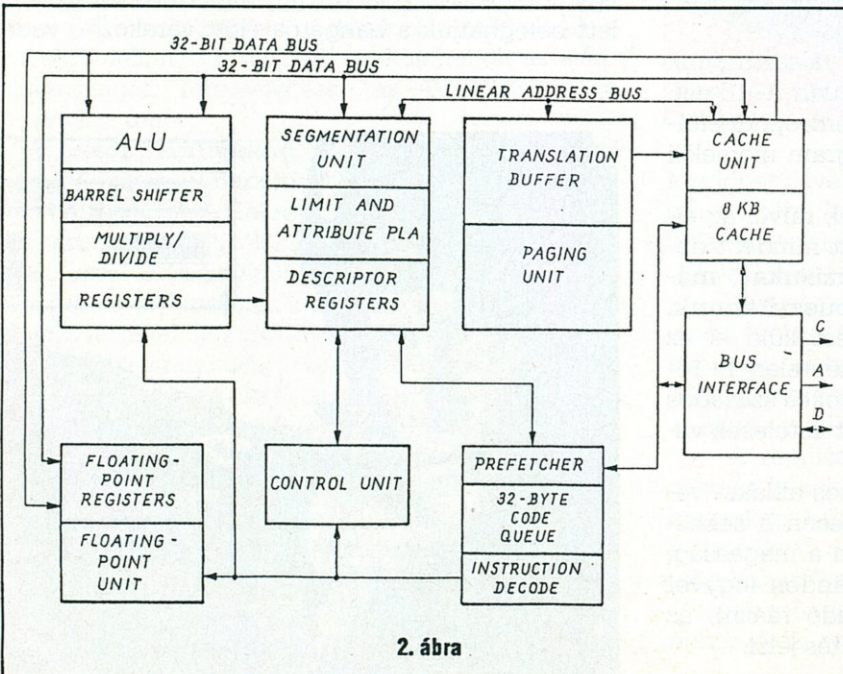 32-BIT DATA BUS
32-BIT DATA BUS
LINEAR ADDRESS BUS
ALU
BARREL SHIFTER
MULTIPLY/
DIVIDE
REGISTERS
SEGMENTATION
UNIT
LIMIT AND
ATTRIBUTE PLA
DESCRIPTOR
REGISTERS
TRANSLATION
BUFFER
PAGING
UNIT
CACHE
UNIT
8 KB
CACHE
BUS
INTERFACE
C
A
D
FLOATING-
POINT
REGISTERS
FLOATING-
POINT
UNIT
CONTROL UNIT
PREFETCHER
32-BYTE
CODE
QUEUE
INSTRUCTION
DECODE
2. ábra